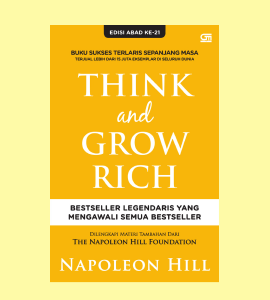 EDISI ABAD KE-21
BUKU SUKSES TERLARIS SEPANJANG MASA
TERJUAL LEBIH DARI 15 JUTA EKSEMPLAR DI SELURUH DUNIA
THINK
and
GROW
RICH
BESTSELLER LEGENDARIS YANG
MENGAWALI SEMUA BESTSELLER
DILENGKAPI MATERI TAMBAHAN DARI
THE NAPOLEON HILL FOUNDATION
NAPOLEON HILL